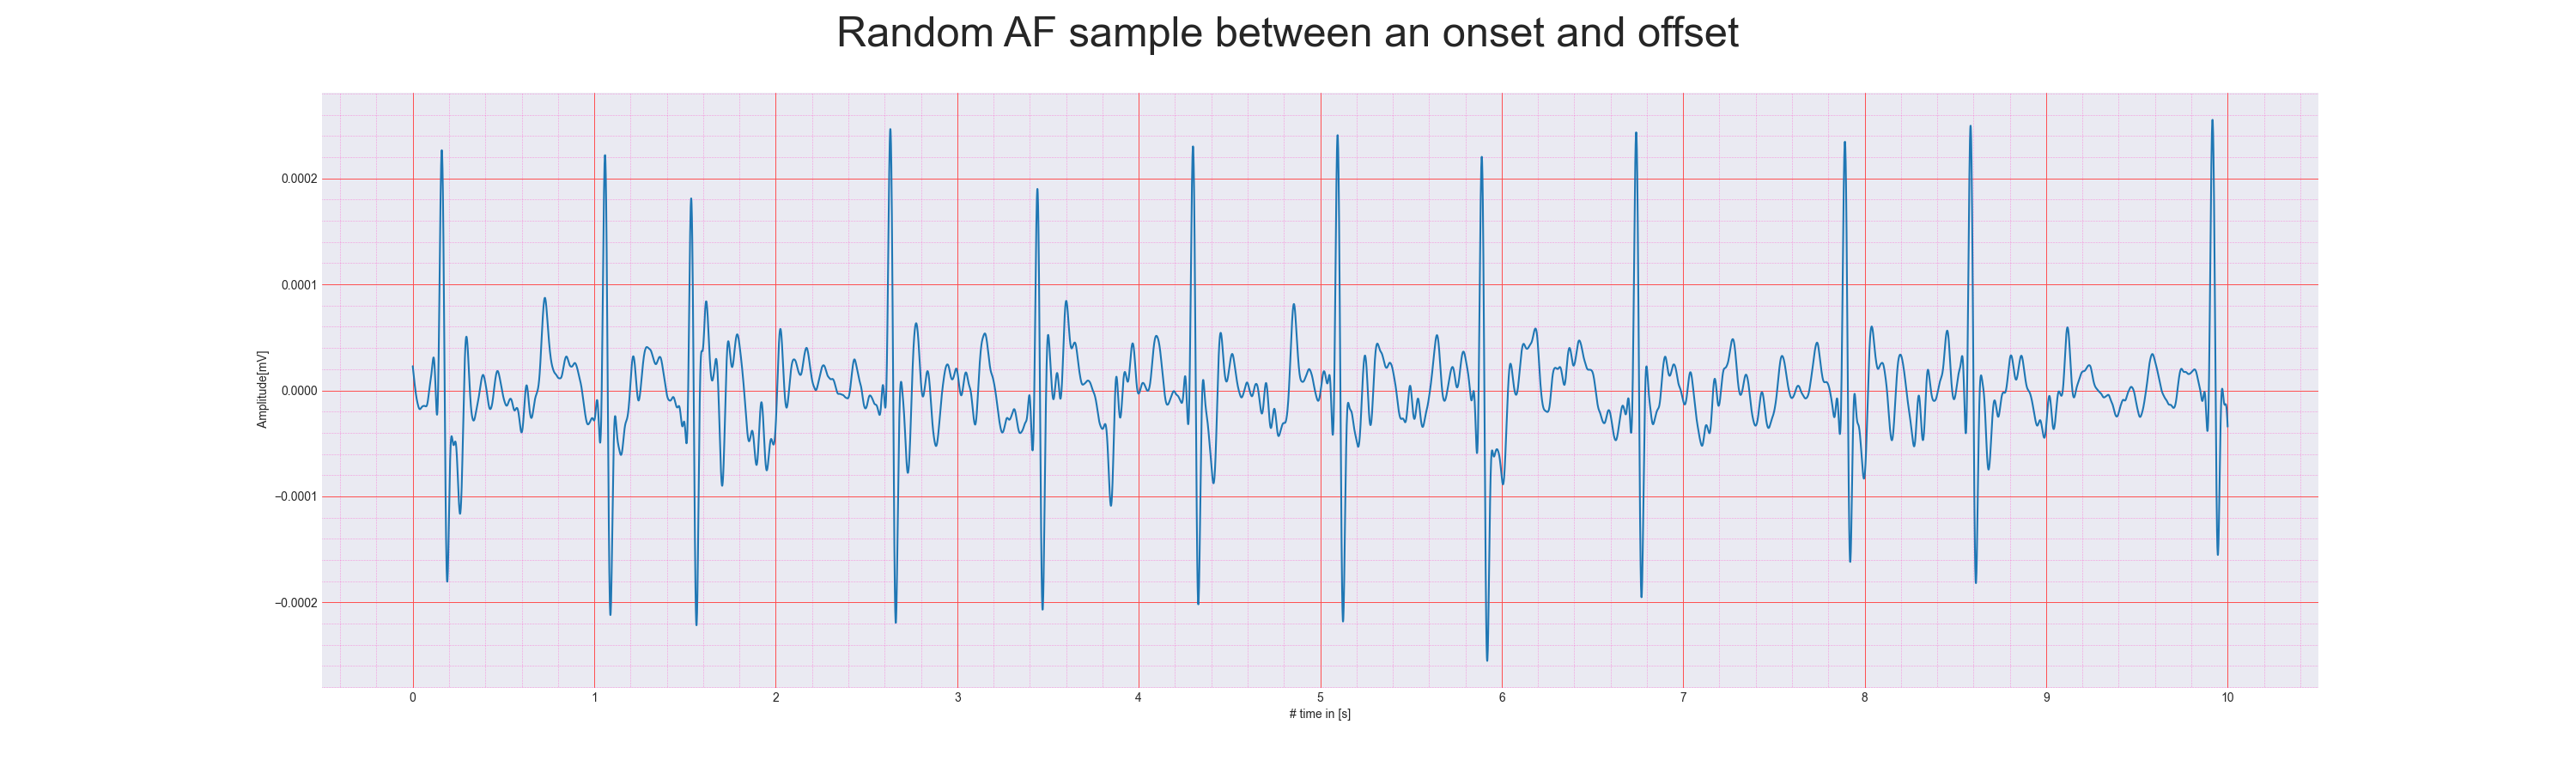 Random AF sample between an onset and offset
Amplitude[mV]
0.0002
0.0001
0.0000
−0.0001
−0.0002
0 1 2 3 4 5 6 7 8 9 10
# time in [s]